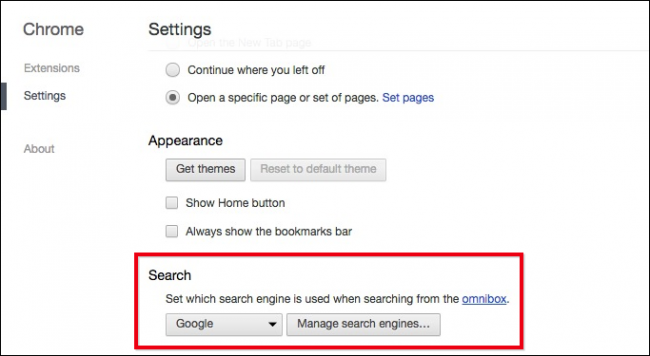 Chrome
Settings
Open the New Tab page
Extensions
Continue where you left off
Settings
Open a specific page or set of pages. Set pages
About
Appearance
Get themes
Reset to default theme
Show Home button
Always show the bookmarks bar
Search
Set which search engine is used when searching from the omnibox.
Google
Manage search engines...